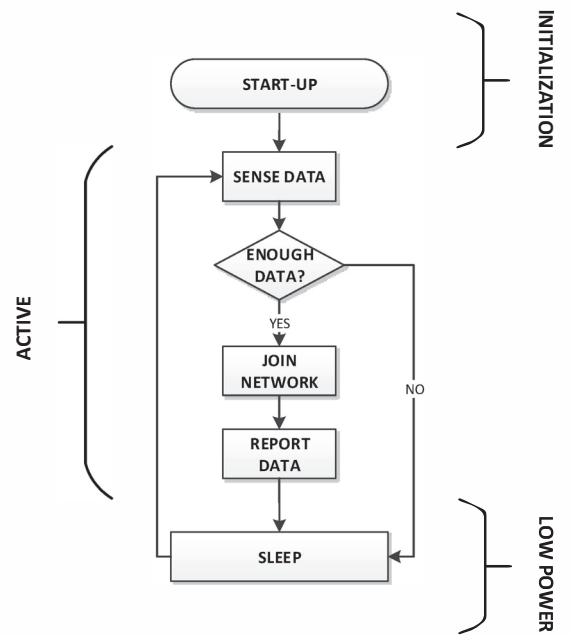 INITIALIZATION
START-UP
SENSE DATA
ENOUGH
DATA?
YES
ACTIVE
JOIN
NETWORK
NO
REPORT
DATA
SLEEP
LOW POWER